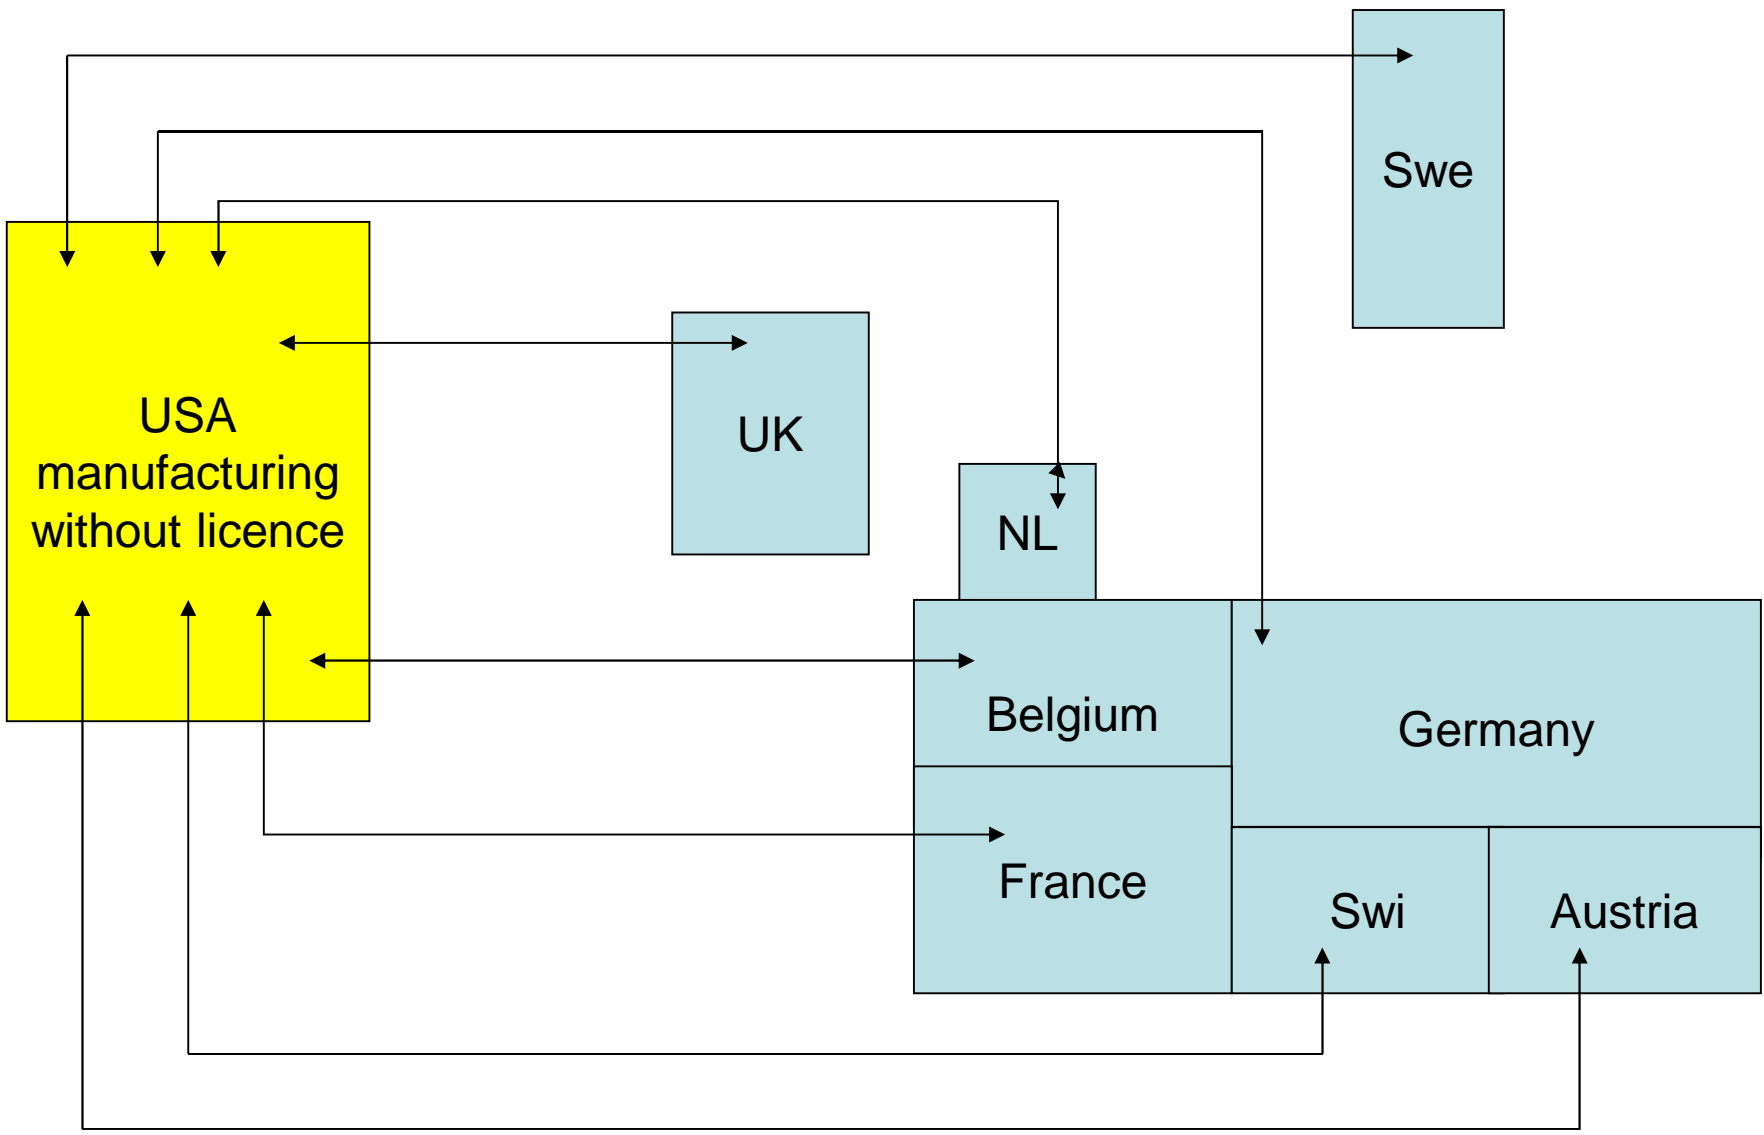 Swe
USA
manufacturing
without licence
UK
NL
Belgium
Germany
France
Swi
Austria